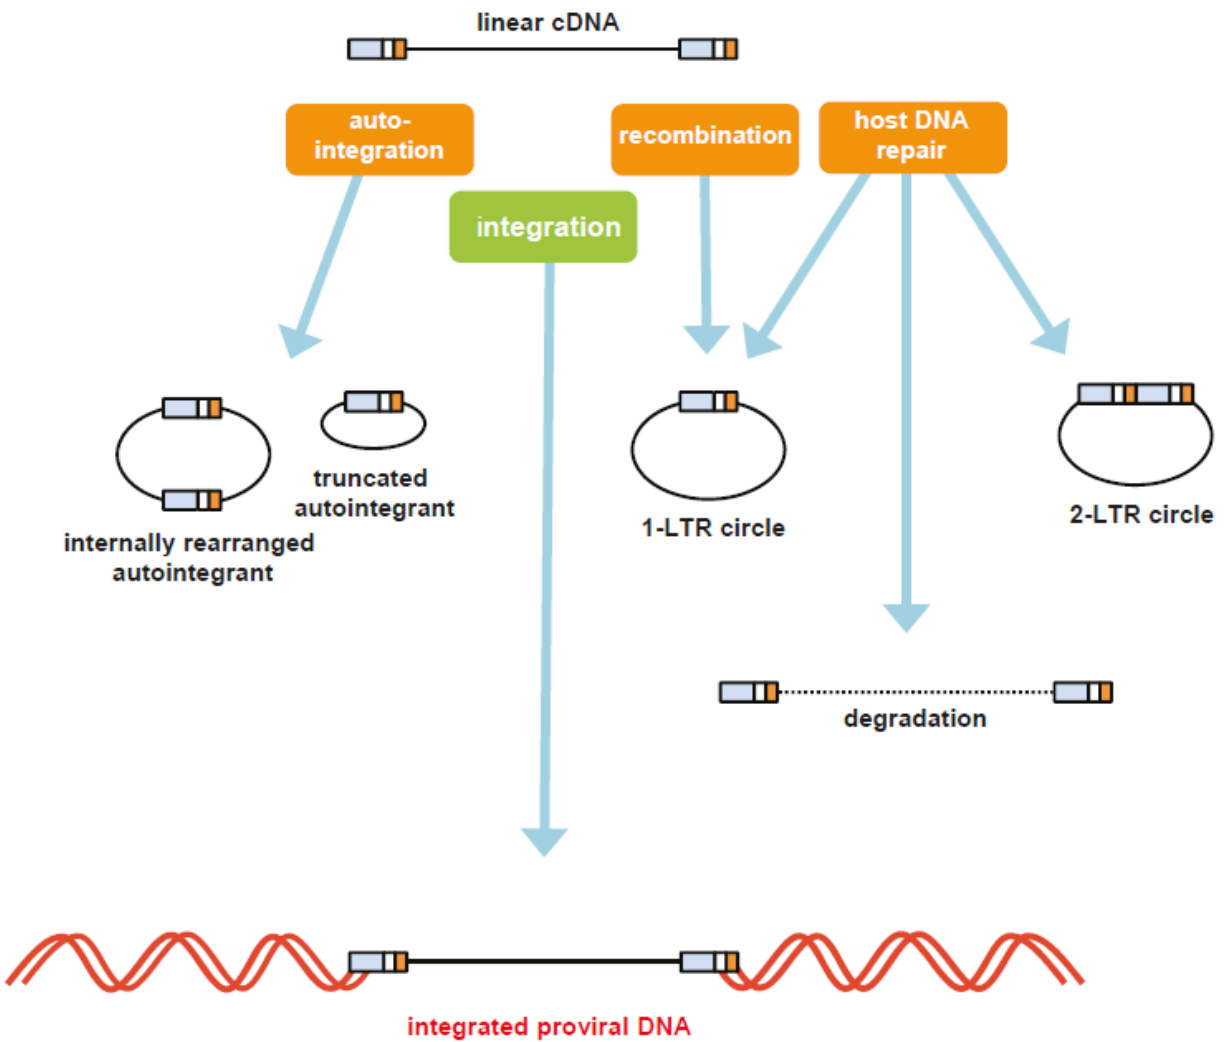 linear cDNA
auto-
integration
recombination
host DNA
repair
integration
truncated
autointegrant
internally rearranged
autointegrant
1-LTR circle
2-LTR circle
degradation
integrated proviral DNA